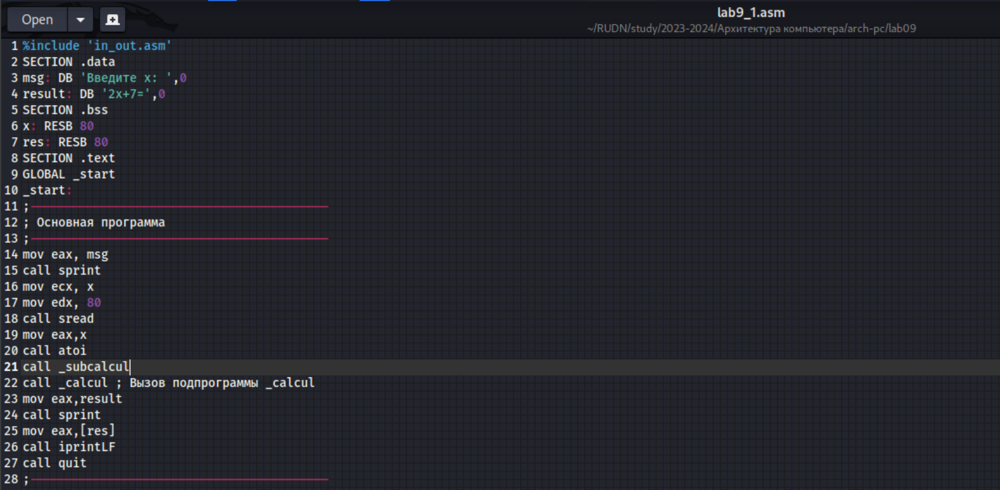 Open
lab9_1.asm
~/RUDN/study/2023-2024/Архитектура компьютера/arch-pc/lab09
1 %include 'in_out.asm'
2 SECTION .data
3 msg: DB 'Введите x: ',0
4 result: DB '2x+7=',0
5 SECTION .bss
6 x: RESB 80
7 res: RESB 80
8 SECTION .text
9 GLOBAL _start
10 _start:
11 ;------------------------------------------
12 ; Основная программа
13 ;------------------------------------------
14 mov eax, msg
15 call sprint
16 mov ecx, x
17 mov edx, 80
18 call sread
19 mov eax,x
20 call atoi
21 call _subcalcul
22 call _calcul ; Вызов подпрограммы _calcul
23 mov eax,result
24 call sprint
25 mov eax,[res]
26 call iprintLF
27 call quit
28 ;------------------------------------------